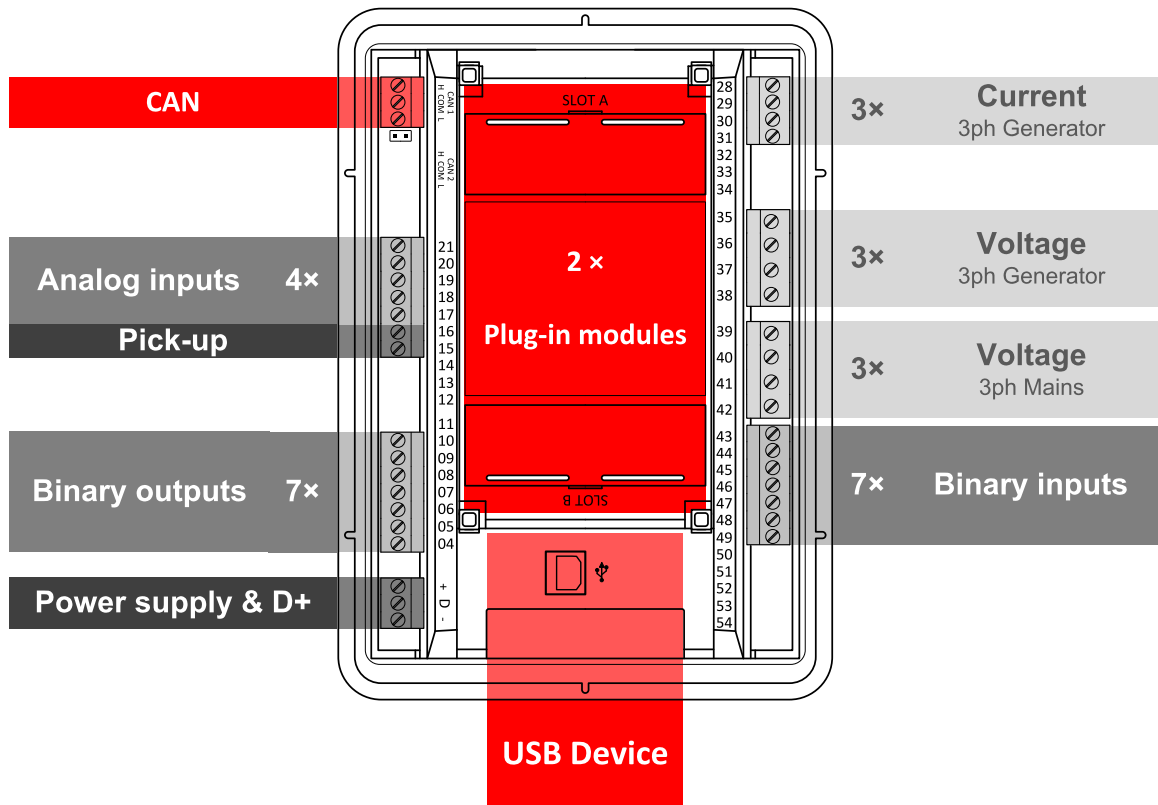 CAN
Analog inputs 4×
Pick-up
Binary outputs 7×
Power supply & D+
H COM L
CAN 1
H COM L
CAN 2
21
20
19
18
17
16
15
14
13
12
11
10
09
08
07
06
05
04
+
D
-
SLOT A
2 ×
Plug-in modules
SLOT B
USB Device
28
29
30
31
32
33
34
35
36
37
38
39
40
41
42
43
44
45
46
47
48
49
50
51
52
53
54
3× Current
3ph Generator
3× Voltage
3ph Generator
3× Voltage
3ph Mains
7× Binary inputs